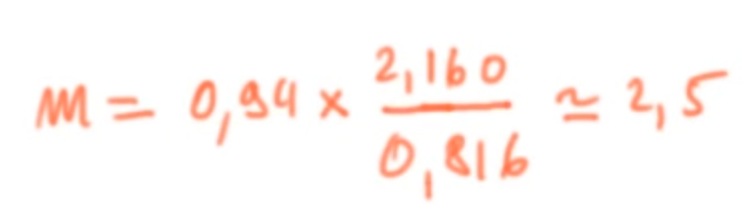 m = 0,94 × 2,160 / 0,816 ≃ 2,5